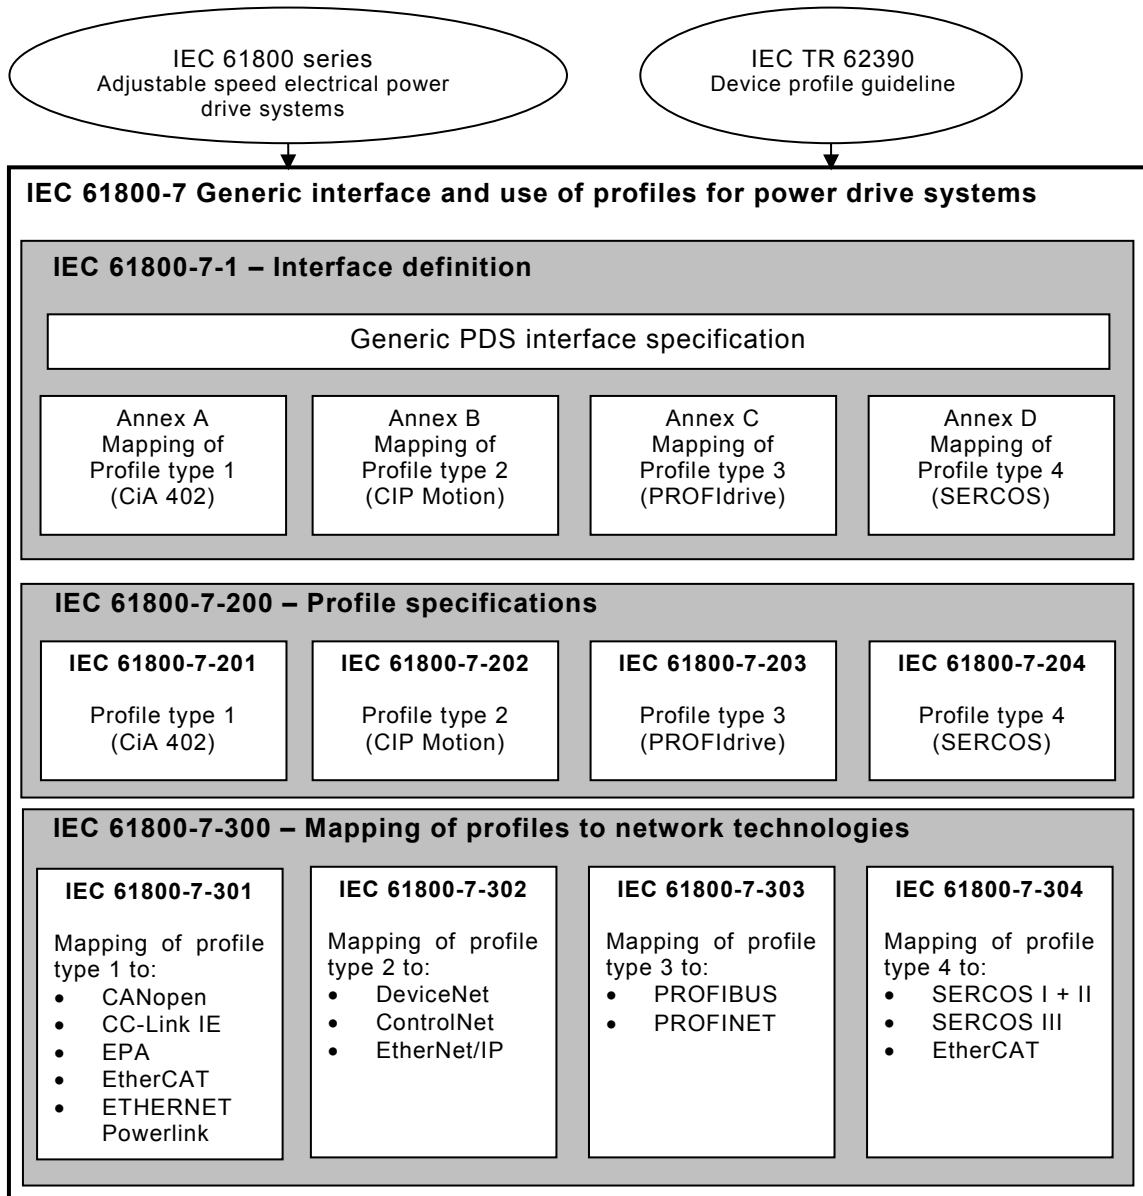 IEC 61800 series
Adjustable speed electrical power
drive systems
IEC TR 62390
Device profile guideline
IEC 61800-7 Generic interface and use of profiles for power drive systems
IEC 61800-7-1 – Interface definition
Generic PDS interface specification
Annex A
Mapping of
Profile type 1
(CiA 402)
Annex B
Mapping of
Profile type 2
(CIP Motion)
Annex C
Mapping of
Profile type 3
(PROFIdrive)
Annex D
Mapping of
Profile type 4
(SERCOS)
IEC 61800-7-200 – Profile specifications
IEC 61800-7-201
Profile type 1
(CiA 402)
IEC 61800-7-202
Profile type 2
(CIP Motion)
IEC 61800-7-203
Profile type 3
(PROFIdrive)
IEC 61800-7-204
Profile type 4
(SERCOS)
IEC 61800-7-300 – Mapping of profiles to network technologies
IEC 61800-7-301
Mapping of profile
type 1 to:
• CANopen
• CC-Link IE
• EPA
• EtherCAT
• ETHERNET
Powerlink
IEC 61800-7-302
Mapping of profile
type 2 to:
• DeviceNet
• ControlNet
• EtherNet/IP
IEC 61800-7-303
Mapping of profile
type 3 to:
• PROFIBUS
• PROFINET
IEC 61800-7-304
Mapping of profile
type 4 to:
• SERCOS I + II
• SERCOS III
• EtherCAT